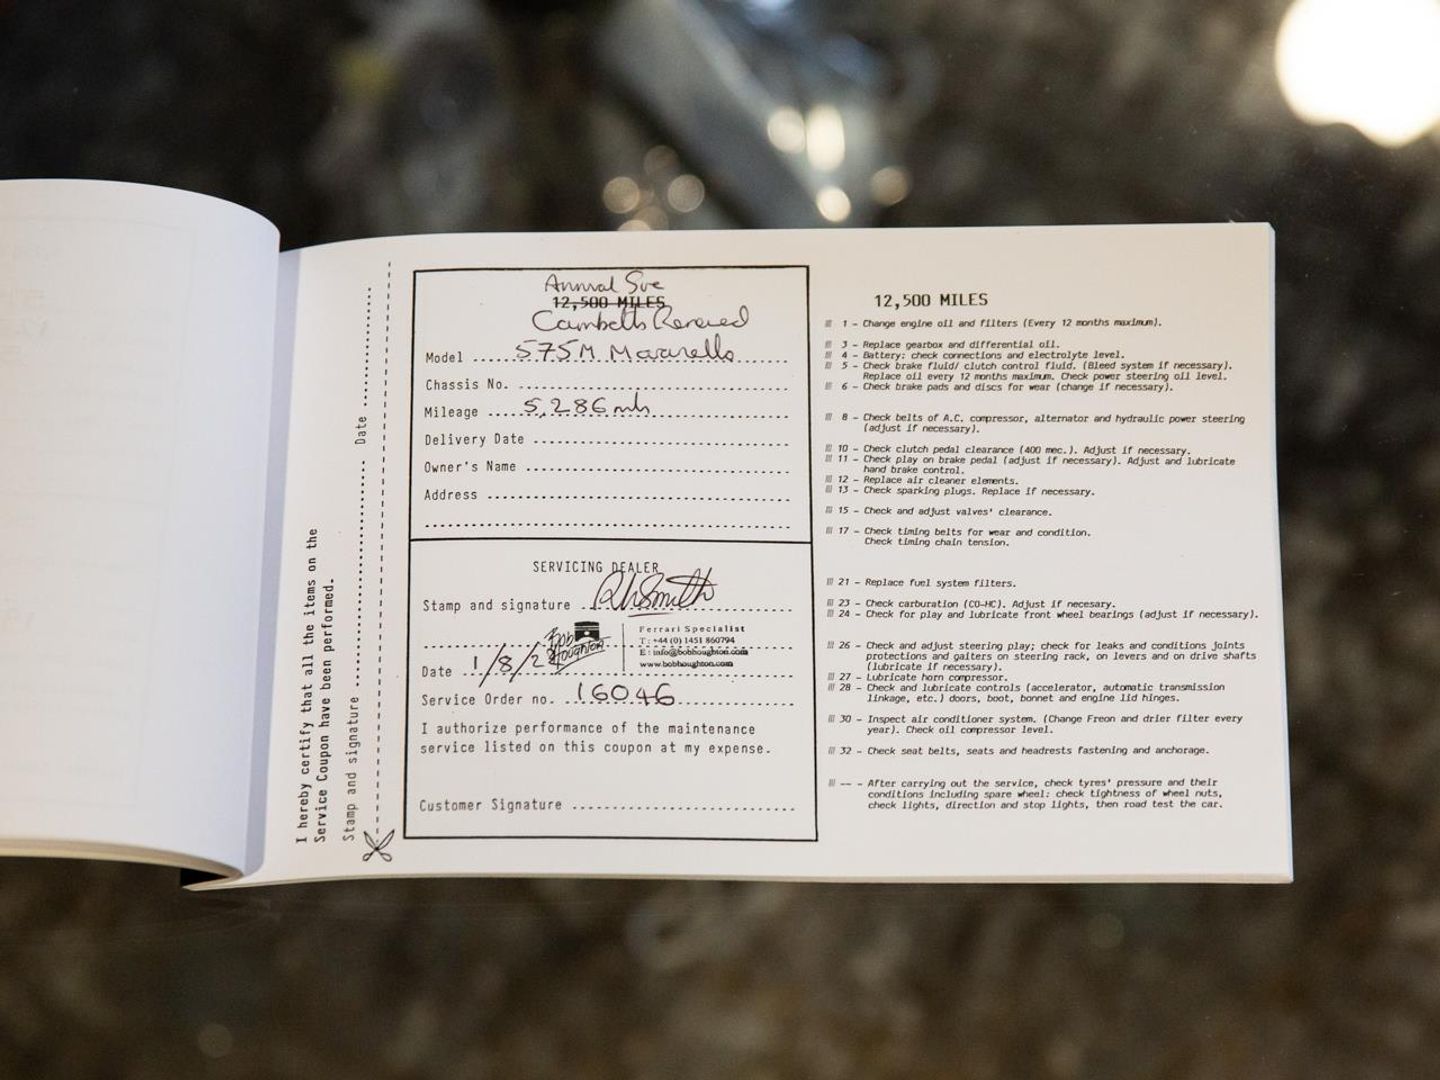 I hereby certify that all the items on the
Service Coupon have been performed.
Stamp and signature .......................... Date ..................
Annual Sve
12,500 MILES
Cambelts Renewed
Model ..... 575M Maranello .....
Chassis No. ..............................
Mileage ..... 5,286 mls .....
Delivery Date ..............................
Owner's Name ..............................
Address ..............................
SERVICING DEALER
Stamp and signature ..... RhSmith .....
Bob Houghton
Ferrari Specialist
T: +44 (0) 1451 860794
E: info@bobhoughton.com
www.bobhoughton.com
Date .. 1/8/2
Service Order no. ..16046..
I authorize performance of the maintenance
service listed on this coupon at my expense.
Customer Signature ..............................
12,500 MILES
1 - Change engine oil and filters (Every 12 months maximum).
3 - Replace gearbox and differential oil.
4 - Battery: check connections and electrolyte level.
5 - Check brake fluid/ clutch control fluid. (Bleed system if necessary).
Replace oil every 12 months maximum. Check power steering oil level.
6 - Check brake pads and discs for wear (change if necessary).
8 - Check belts of A.C. compressor, alternator and hydraulic power steering
(adjust if necessary).
10 - Check clutch pedal clearance (400 mec.). Adjust if necessary.
11 - Check play on brake pedal (adjust if necessary). Adjust and lubricate
hand brake control.
12 - Replace air cleaner elements.
13 - Check sparking plugs. Replace if necessary.
15 - Check and adjust valves' clearance.
17 - Check timing belts for wear and condition.
Check timing chain tension.
21 - Replace fuel system filters.
23 - Check carburation (CO-HC). Adjust if necesary.
24 - Check for play and lubricate front wheel bearings (adjust if necessary).
26 - Check and adjust steering play; check for leaks and conditions joints
protections and gaiters on steering rack, on levers and on drive shafts
(lubricate if necessary).
27 - Lubricate horn compressor.
28 - Check and lubricate controls (accelerator, automatic transmission
linkage, etc.) doors, boot, bonnet and engine lid hinges.
30 - Inspect air conditioner system. (Change Freon and drier filter every
year). Check oil compressor level.
32 - Check seat belts, seats and headrests fastening and anchorage.
-- - After carrying out the service, check tyres' pressure and their
conditions including spare wheel: check tightness of wheel nuts,
check lights, direction and stop lights, then road test the car.